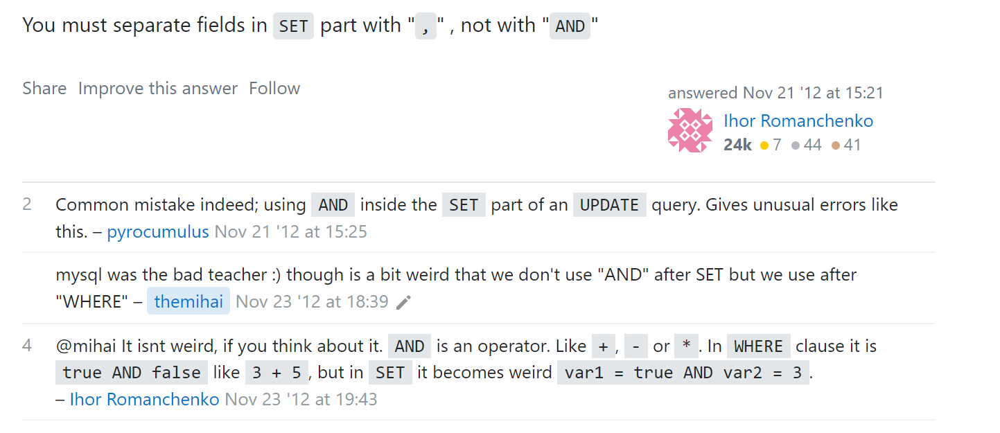 You must separate fields in SET part with "," , not with "AND"
Share Improve this answer Follow
answered Nov 21 '12 at 15:21
Ihor Romanchenko
24k 7 44 41
2 Common mistake indeed; using AND inside the SET part of an UPDATE query. Gives unusual errors like
this. – pyrocumulus Nov 21 '12 at 15:25
mysql was the bad teacher :) though is a bit weird that we don't use "AND" after SET but we use after
"WHERE" – themihai Nov 23 '12 at 18:39
4 @mihai It isnt weird, if you think about it. AND is an operator. Like +, - or *. In WHERE clause it is
true AND false like 3 + 5, but in SET it becomes weird var1 = true AND var2 = 3.
– Ihor Romanchenko Nov 23 '12 at 19:43